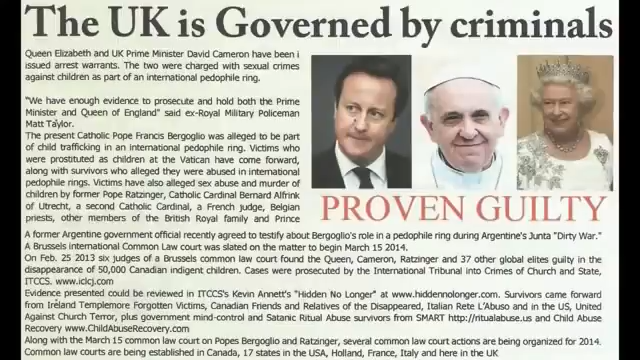 The UK is Governed by criminals
Queen Elizabeth and UK Prime Minister David Cameron have been i
issued arrest warrants. The two were charged with sexual crimes
against children as part of an international pedophile ring.
"We have enough evidence to prosecute and hold both the Prime
Minister and Queen of England" said ex-Royal Military Policeman
Matt Taylor.
The present Catholic Pope Francis Bergoglio was alleged to be part
of child trafficking in an international pedophile ring. Victims who
were prostituted as children at the Vatican have come forward,
along with survivors who alleged they were abused in international
pedophile rings. Victims have also alleged sex abuse and murder of
children by former Pope Ratzinger, Catholic Cardinal Bernard Alfrink
of Utrecht, a second Catholic Cardinal, a French judge, Belgian
priests, other members of the British Royal family and Prince
PROVEN GUILTY
A former Argentine government official recently agreed to testify about Bergoglio's role in a pedophile ring during Argentine's Junta "Dirty War."
A Brussels international Common Law court was slated on the matter to begin March 15 2014.
On Feb. 25 2013 six judges of a Brussels common law court found the Queen, Cameron, Ratzinger and 37 other global elites guilty in the
disappearance of 50,000 Canadian indigent children. Cases were prosecuted by the International Tribunal into Crimes of Church and State,
ITCCS. www.iclcj.com
Evidence presented could be reviewed in ITCCS's Kevin Annett's "Hidden No Longer" at www.hiddennolonger.com. Survivors came forward
from Ireland Templemore Forgotten Victims, Canadian Friends and Relatives of the Disappeared, Italian Rete L'Abuso and in the US, United
Against Church Terror, plus government mind-control and Satanic Ritual Abuse survivors from SMART http://ritualabuse.us and Child Abuse
Recovery www.ChildAbuseRecovery.com
Along with the March 15 common law court on Popes Bergoglio and Ratzinger, several common law court actions are being organized for 2014.
Common law courts are being established in Canada, 17 states in the USA, Holland, France, Italy and here in the UK